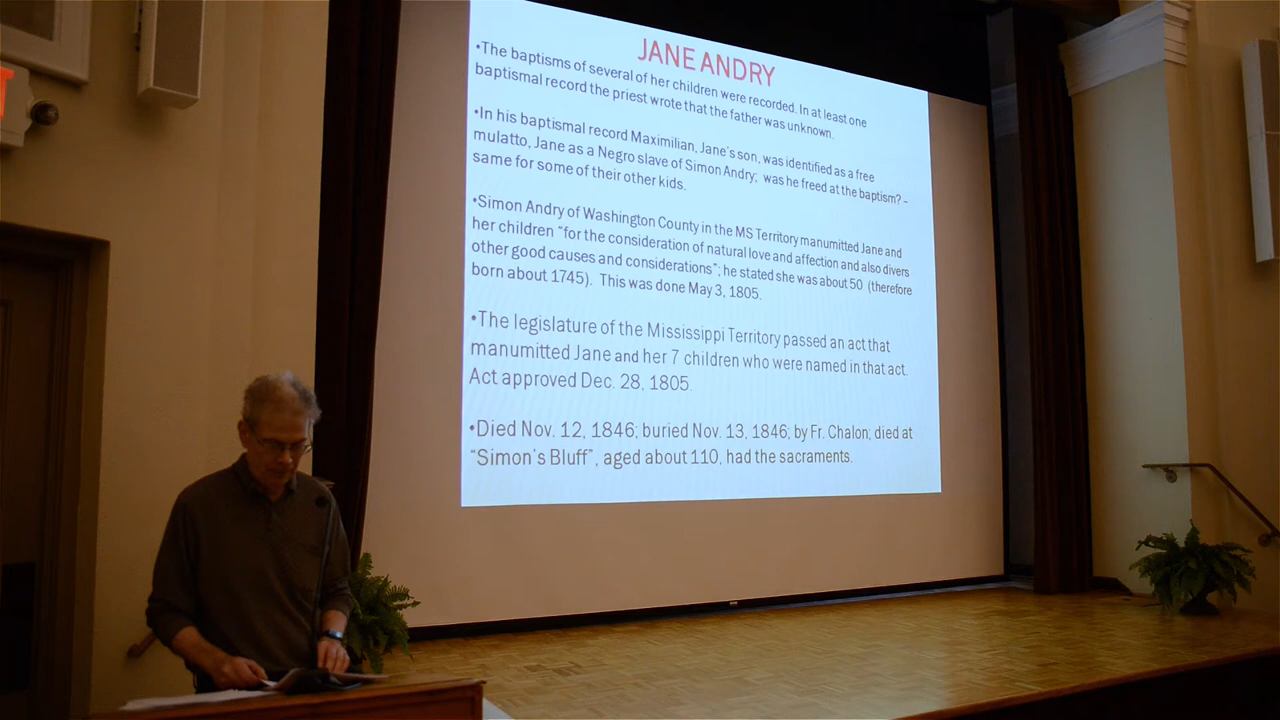 JANE ANDRY
•The baptisms of several of her children were recorded. In at least one
baptismal record the priest wrote that the father was unknown.
•In his baptismal record Maximilian, Jane's son, was identified as a free
mulatto, Jane as a Negro slave of Simon Andry; was he freed at the baptism? –
same for some of their other kids.
•Simon Andry of Washington County in the MS Territory manumitted Jane and
her children "for the consideration of natural love and affection and also divers
other good causes and considerations"; he stated she was about 50 (therefore
born about 1745). This was done May 3, 1805.
•The legislature of the Mississippi Territory passed an act that
manumitted Jane and her 7 children who were named in that act.
Act approved Dec. 28, 1805.
•Died Nov. 12, 1846; buried Nov. 13, 1846; by Fr. Chalon; died at
"Simon's Bluff", aged about 110, had the sacraments.